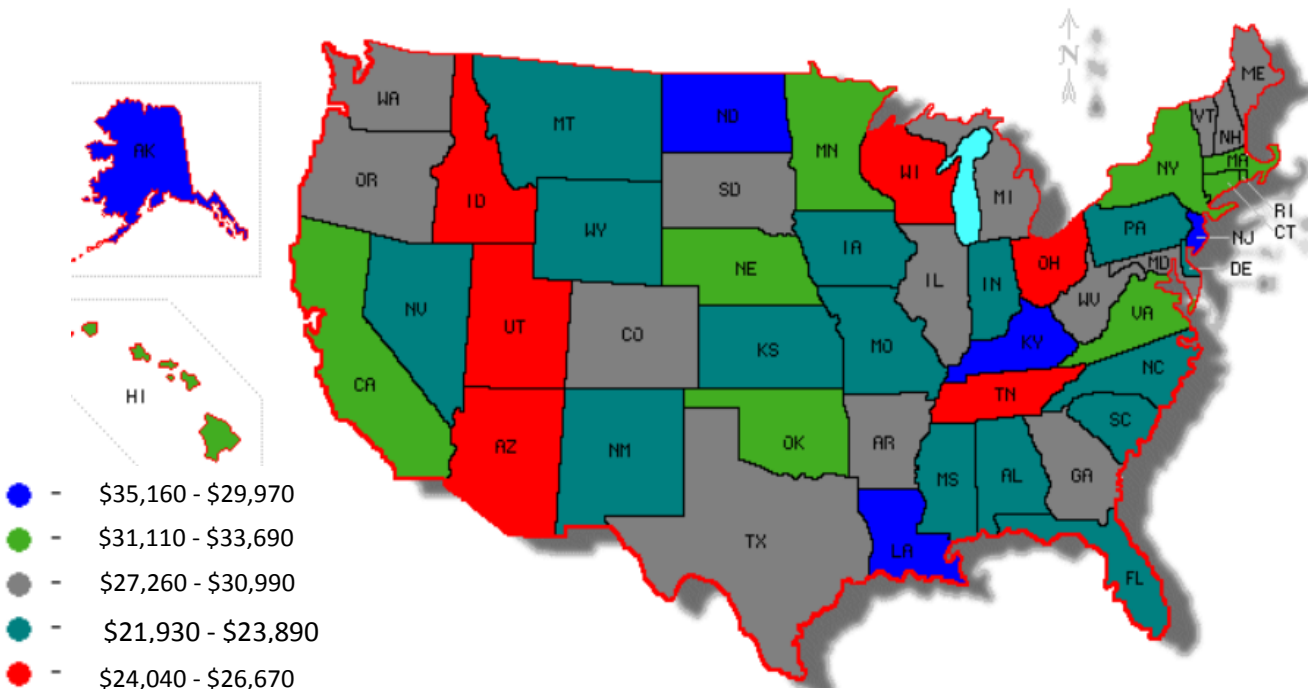 N
WA
MT
ND
MN
ME
VT
NH
AK
OR
ID
SD
WI
MI
NY
MA
RI
CT
WY
IA
PA
NJ
NE
OH
MD
DE
NV
UT
CO
IL
IN
WV
VA
KS
MO
KY
CA
HI
NC
TN
AZ
NM
OK
AR
SC
MS
AL
GA
TX
LA
FL
- $35,160 - $29,970
- $31,110 - $33,690
- $27,260 - $30,990
- $21,930 - $23,890
- $24,040 - $26,670